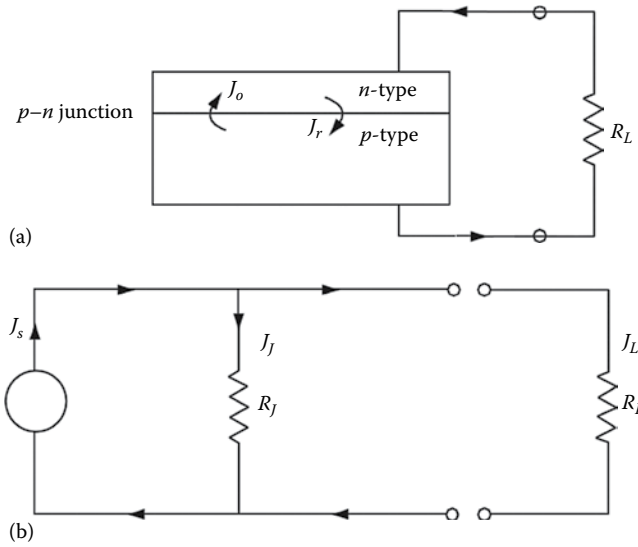 J_o
n-type
p–n junction
J_r
p-type
R_L
(a)
J_s
J_J
J_L
R_J
(b)